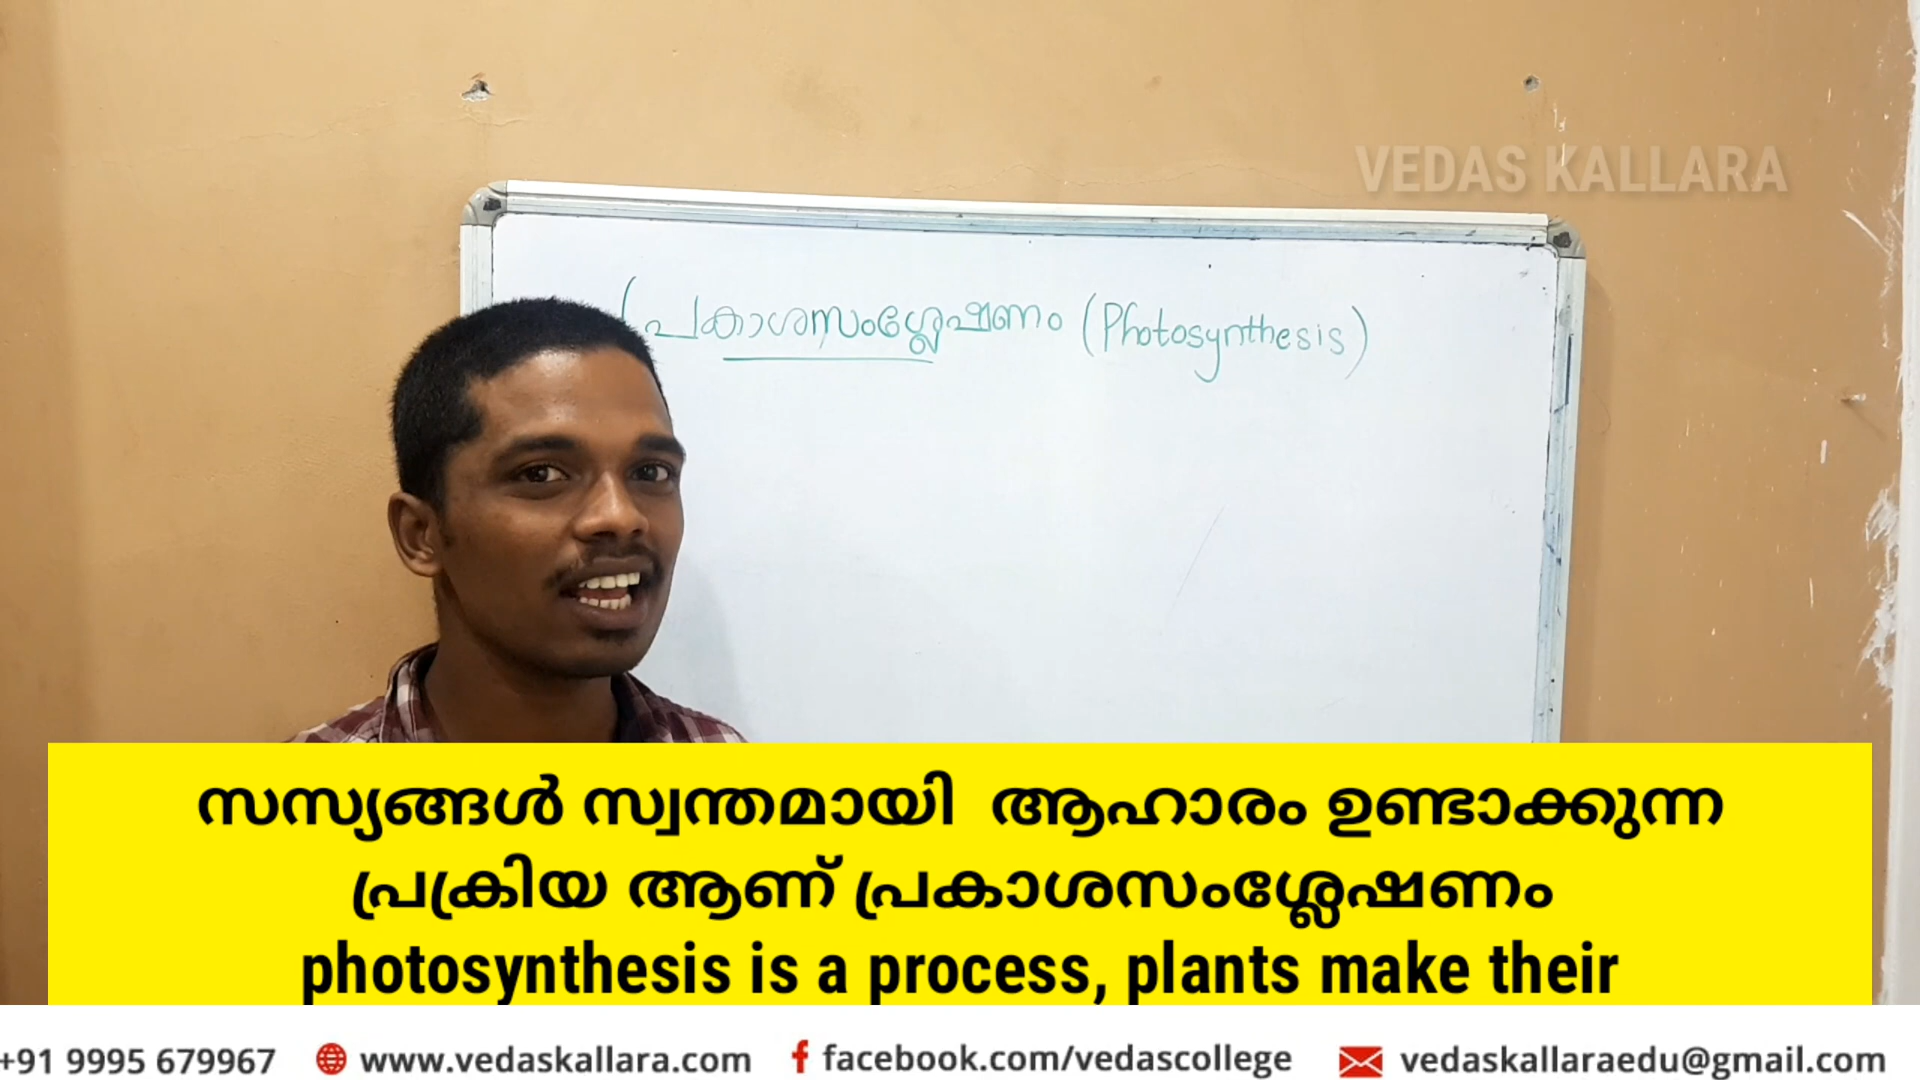 VEDAS KALLARA
പ്രകാശസംശ്ലേഷണം (Photosynthesis)
സസ്യങ്ങൾ സ്വന്തമായി ആഹാരം ഉണ്ടാക്കുന്ന
പ്രക്രിയ ആണ് പ്രകാശസംശ്ലേഷണം
photosynthesis is a process, plants make their
+91 9995 679967 www.vedaskallara.com facebook.com/vedascollege vedaskallaraedu@gmail.com